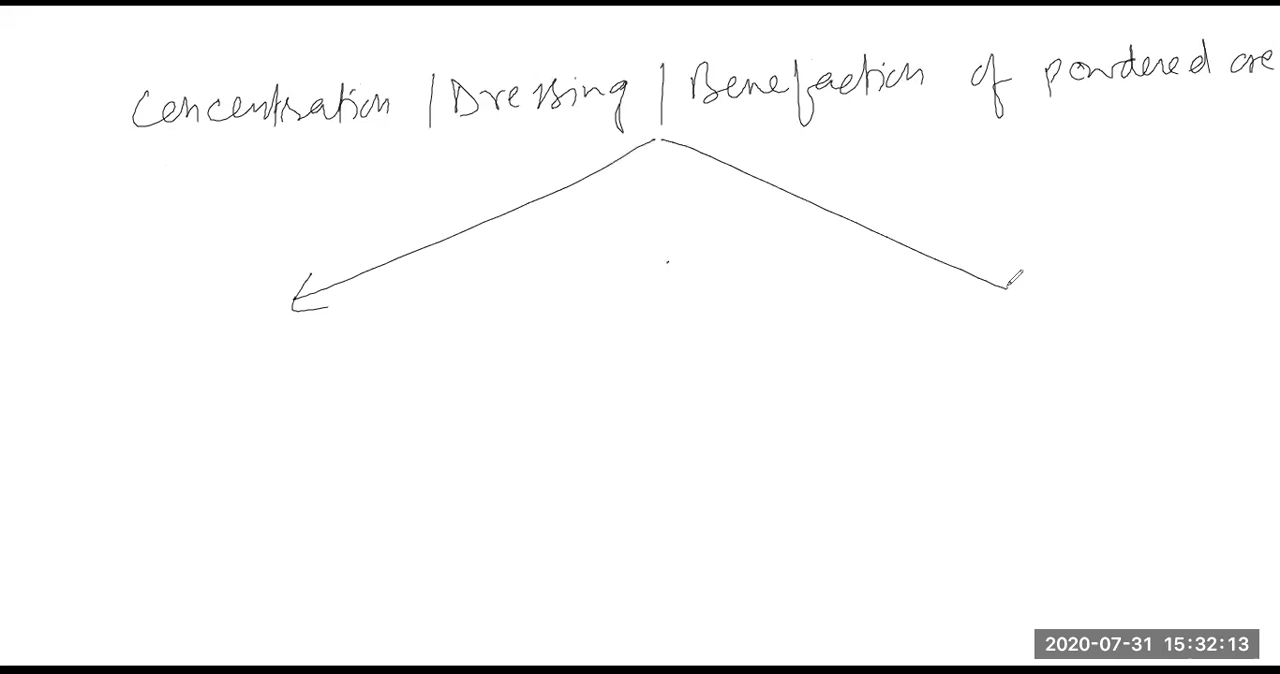 Concentration | Dressing | Benefaction of powdered ore
2020-07-31 15:32:13